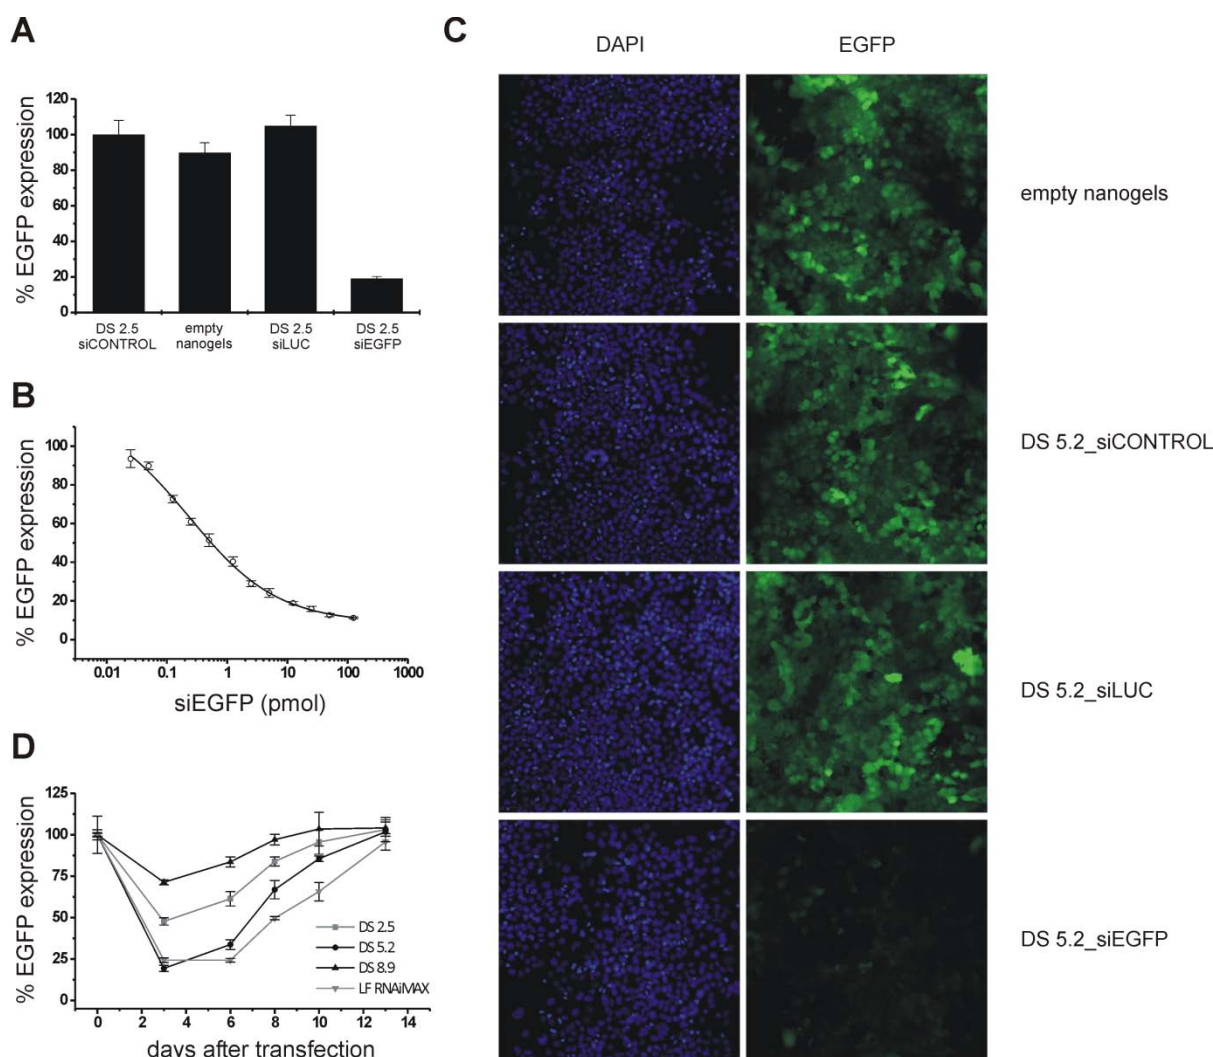 A
120
100
80
60
40
20
0
% EGFP expression
DS 2.5 siCONTROL
empty nanogels
DS 2.5 siLUC
DS 2.5 siEGFP
B
100
80
60
40
20
0
% EGFP expression
0.01 0.1 1 10 100 1000
siEGFP (pmol)
D
125
100
75
50
25
0
% EGFP expression
DS 2.5
DS 5.2
DS 8.9
LF RNAiMAX
0 2 4 6 8 10 12 14
days after transfection
C
DAPI EGFP
empty nanogels
DS 5.2_siCONTROL
DS 5.2_siLUC
DS 5.2_siEGFP